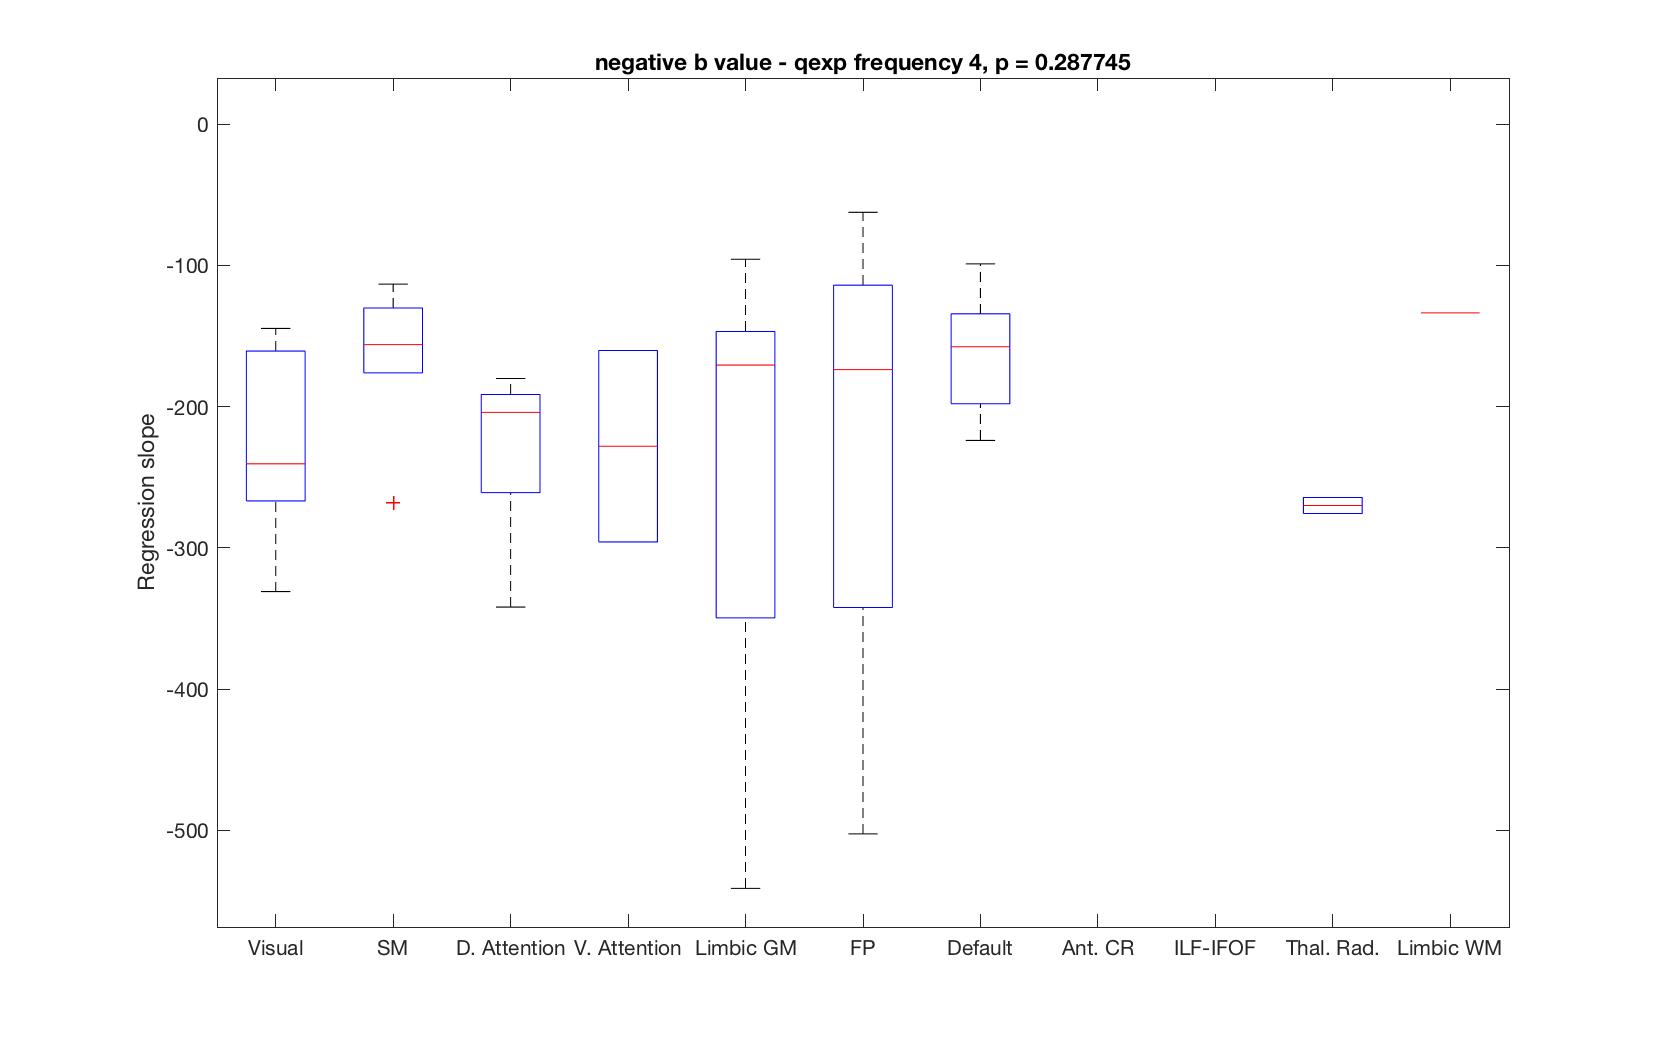 negative b value - qexp frequency 4, p = 0.287745
Regression slope
0
-100
-200
-300
-400
-500
Visual SM D. Attention V. Attention Limbic GM FP Default Ant. CR ILF-IFOF Thal. Rad. Limbic WM